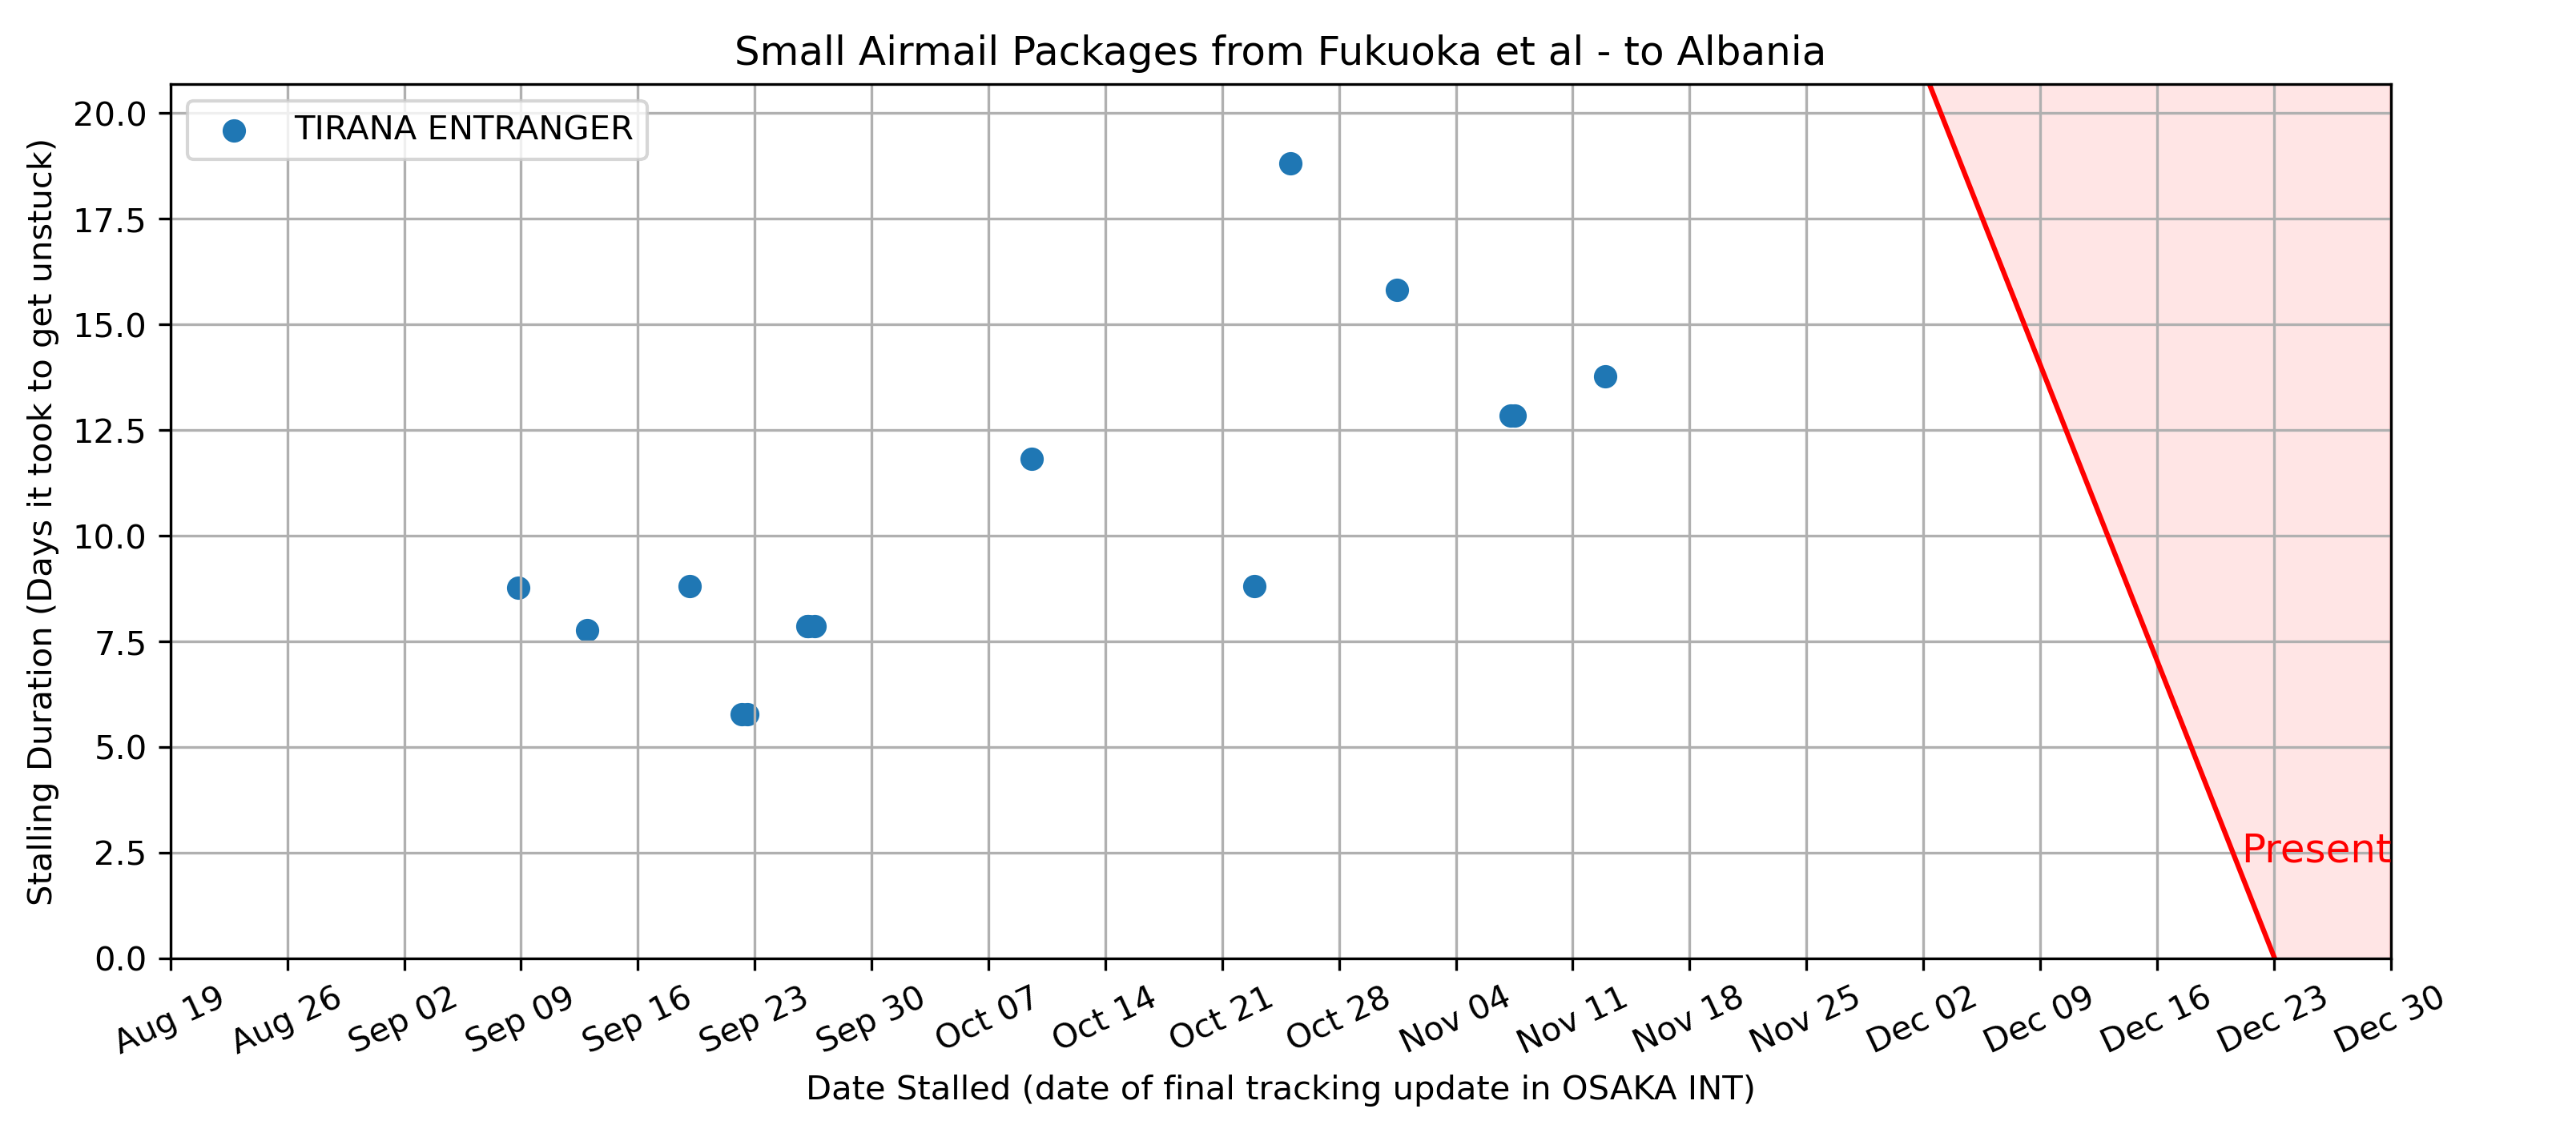 Small Airmail Packages from Fukuoka et al - to Albania
TIRANA ENTRANGER
Stalling Duration (Days it took to get unstuck)
20.0
17.5
15.0
12.5
10.0
7.5
5.0
2.5
0.0
Present
Aug 19
Aug 26
Sep 02
Sep 09
Sep 16
Sep 23
Sep 30
Oct 07
Oct 14
Oct 21
Oct 28
Nov 04
Nov 11
Nov 18
Nov 25
Dec 02
Dec 09
Dec 16
Dec 23
Dec 30
Date Stalled (date of final tracking update in OSAKA INT)